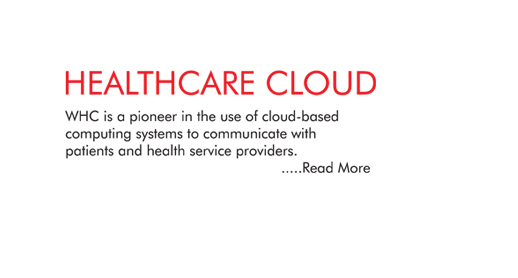 HEALTHCARE CLOUD
WHC is a pioneer in the use of cloud-based
computing systems to communicate with
patients and health service providers.
.....Read More